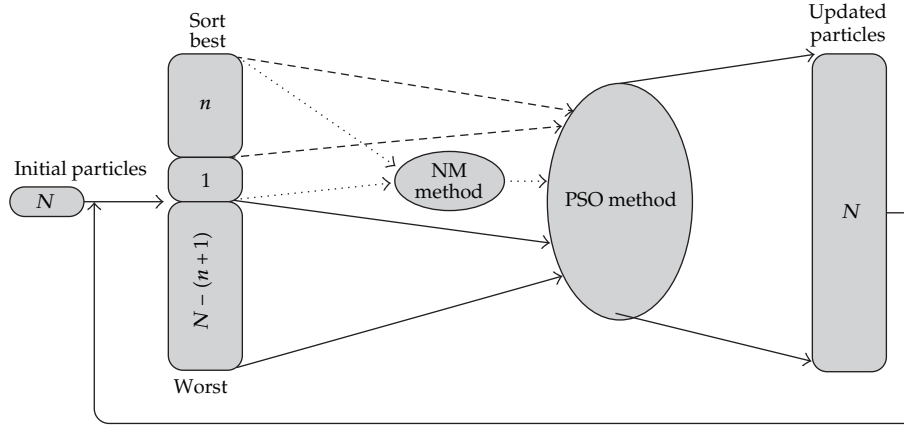 Sort
best
Updated
particles
n
Initial particles
N
1
NM
method
PSO method
N
N − (n + 1)
Worst